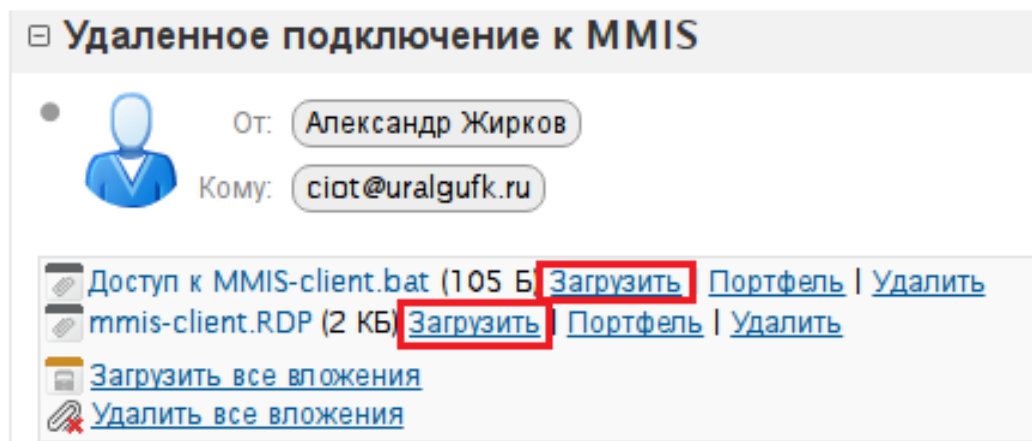 Удаленное подключение к MMIS
От: Александр Жирков
Кому: ciot@uralgufk.ru
Доступ к MMIS-client.bat (105 Б) Загрузить Портфель | Удалить
mmis-client.RDP (2 КБ) Загрузить | Портфель | Удалить
Загрузить все вложения
Удалить все вложения